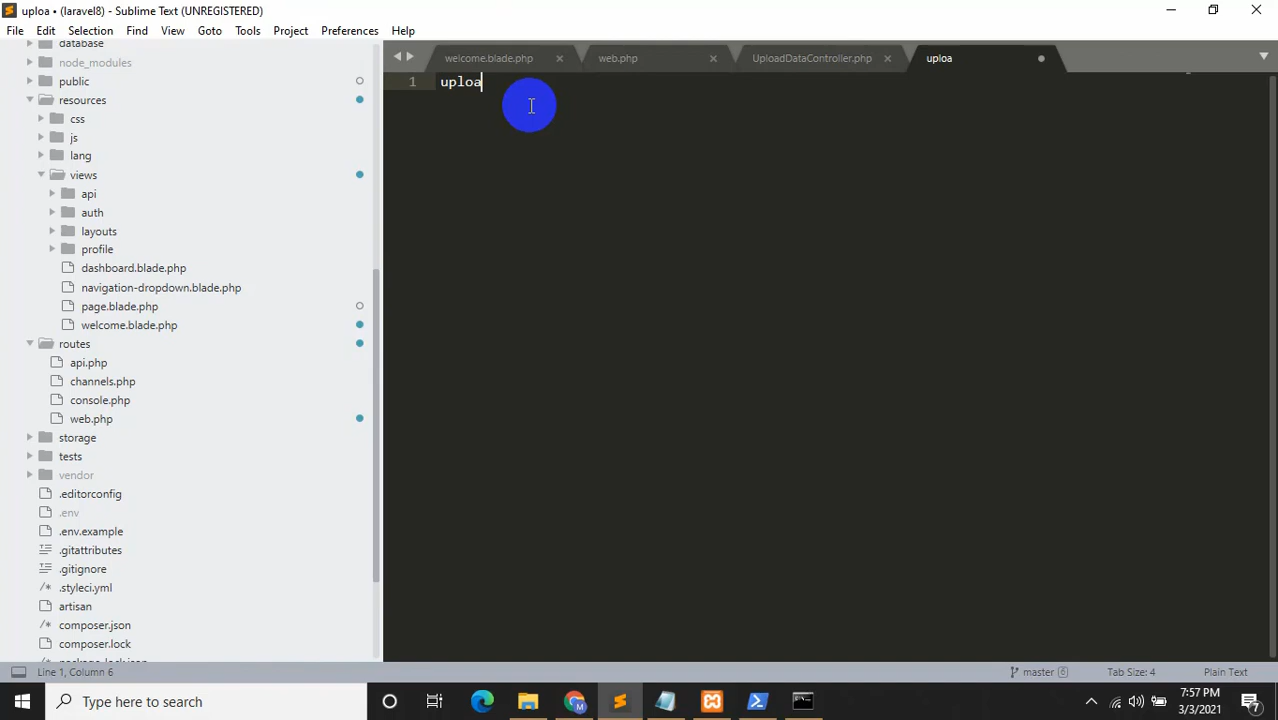 uploa • (laravel8) - Sublime Text (UNREGISTERED)
File Edit Selection Find View Goto Tools Project Preferences Help
welcome.blade.php web.php UploadDataController.php uploa
1 uploa
database
node_modules
public
resources
css
js
lang
views
api
auth
layouts
profile
dashboard.blade.php
navigation-dropdown.blade.php
page.blade.php
welcome.blade.php
routes
api.php
channels.php
console.php
web.php
storage
tests
vendor
.editorconfig
.env
.env.example
.gitattributes
.gitignore
/* .styleci.yml
artisan
/* composer.json
composer.lock
/* package-lock.json
Line 1, Column 6 master 6 Tab Size: 4 Plain Text
Type here to search
M
7:57 PM
3/3/2021
7